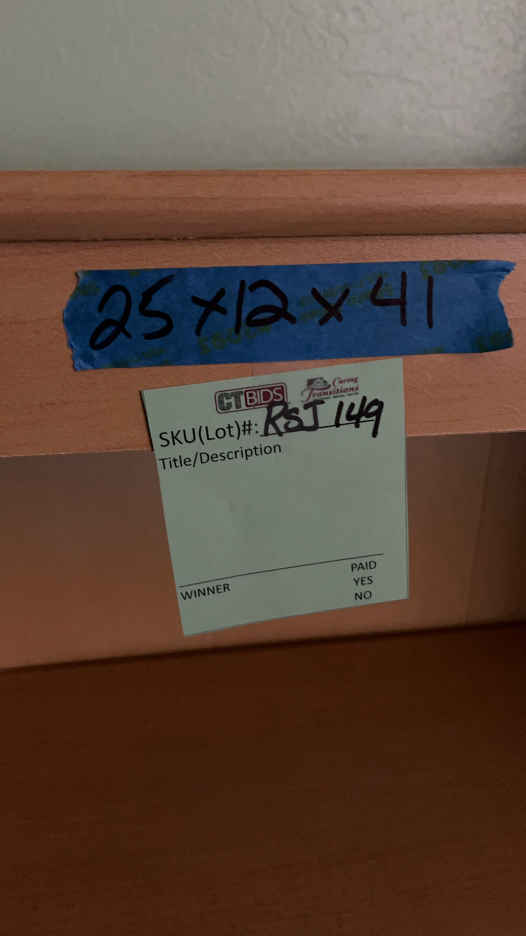 25x12x41
CTBIDS Caring Transitions
SKU(Lot)#: RSJ 149
Title/Description
PAID
WINNER YES
NO